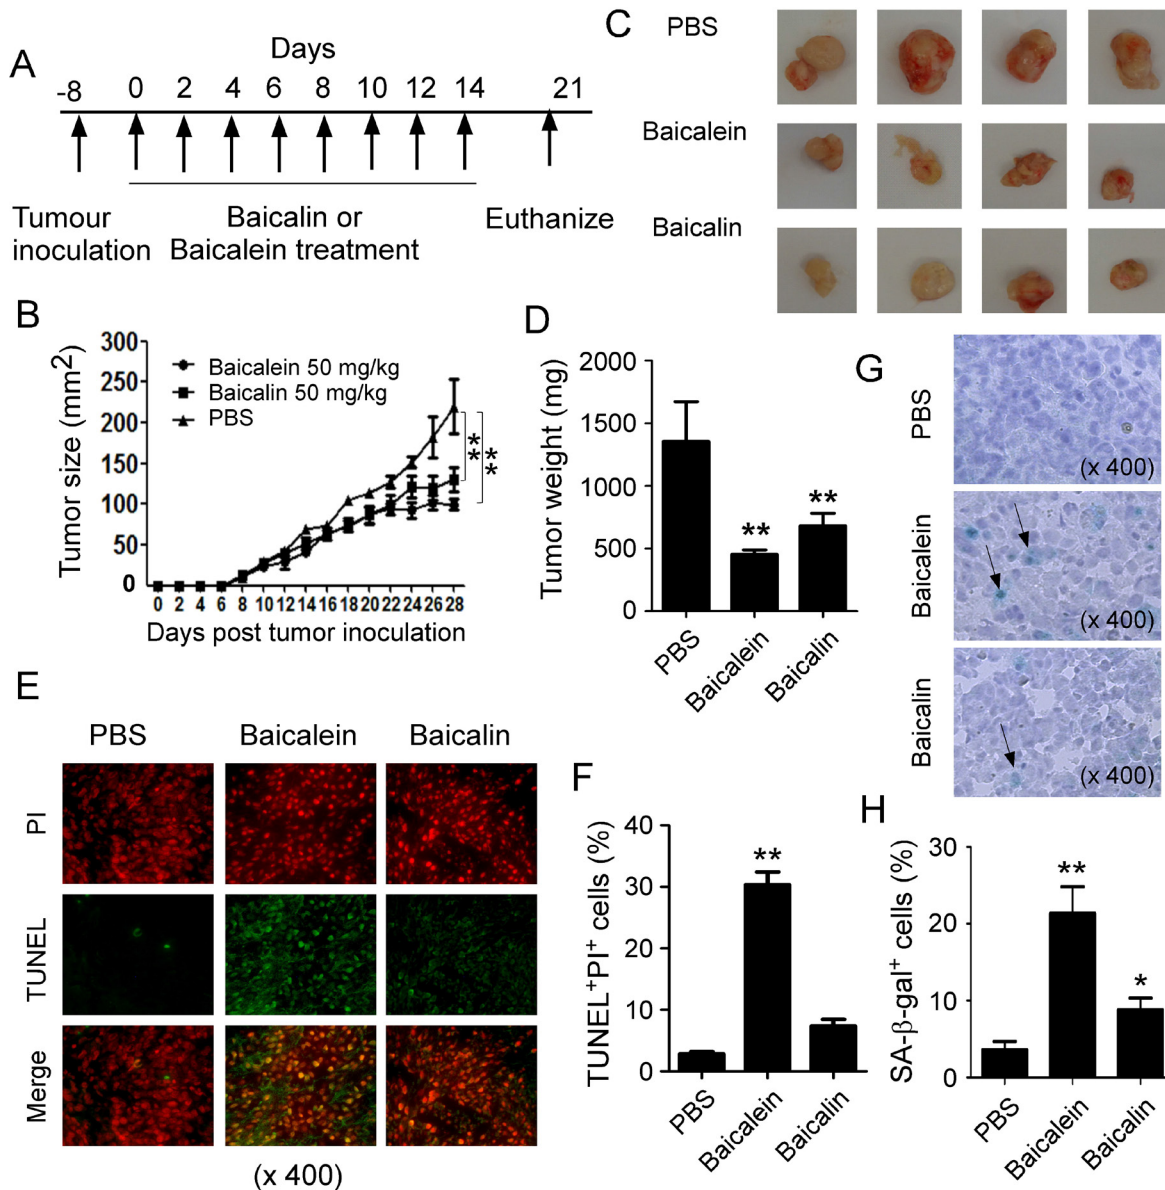 A
Days
-8 0 2 4 6 8 10 12 14 21
Tumour
inoculation
Baicalin or
Baicalein treatment
Euthanize
B
Tumor size (mm2)
300
250
200
150
100
50
0
Baicalein 50 mg/kg
Baicalin 50 mg/kg
PBS
**
**
0 2 4 6 8 10 12 14 16 18 20 22 24 26 28
Days post tumor inoculation
C
PBS
Baicalein
Baicalin
D
Tumor weight (mg)
2000
1500
1000
500
0
**
**
PBS
Baicalein
Baicalin
E
PBS Baicalein Baicalin
PI
TUNEL
Merge
(x 400)
F
TUNEL+PI+ cells (%)
40
30
20
10
0
**
PBS
Baicalein
Baicalin
G
PBS
(x 400)
Baicalein
(x 400)
Baicalin
(x 400)
H
SA-β-gal+ cells (%)
30
20
10
0
**
*
PBS
Baicalein
Baicalin